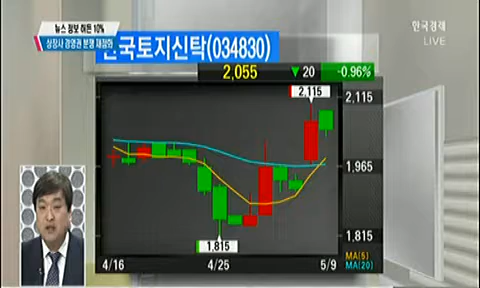 뉴스 정보 히든 10%
상장사 경영권 분쟁 재점화
한국경제
LIVE
한국토지신탁(034830)
2,055 ▼20 -0.96%
2,115
2,115
1,965
1,815
1,815
4/16 4/25 5/9
MA(5)
MA(20)